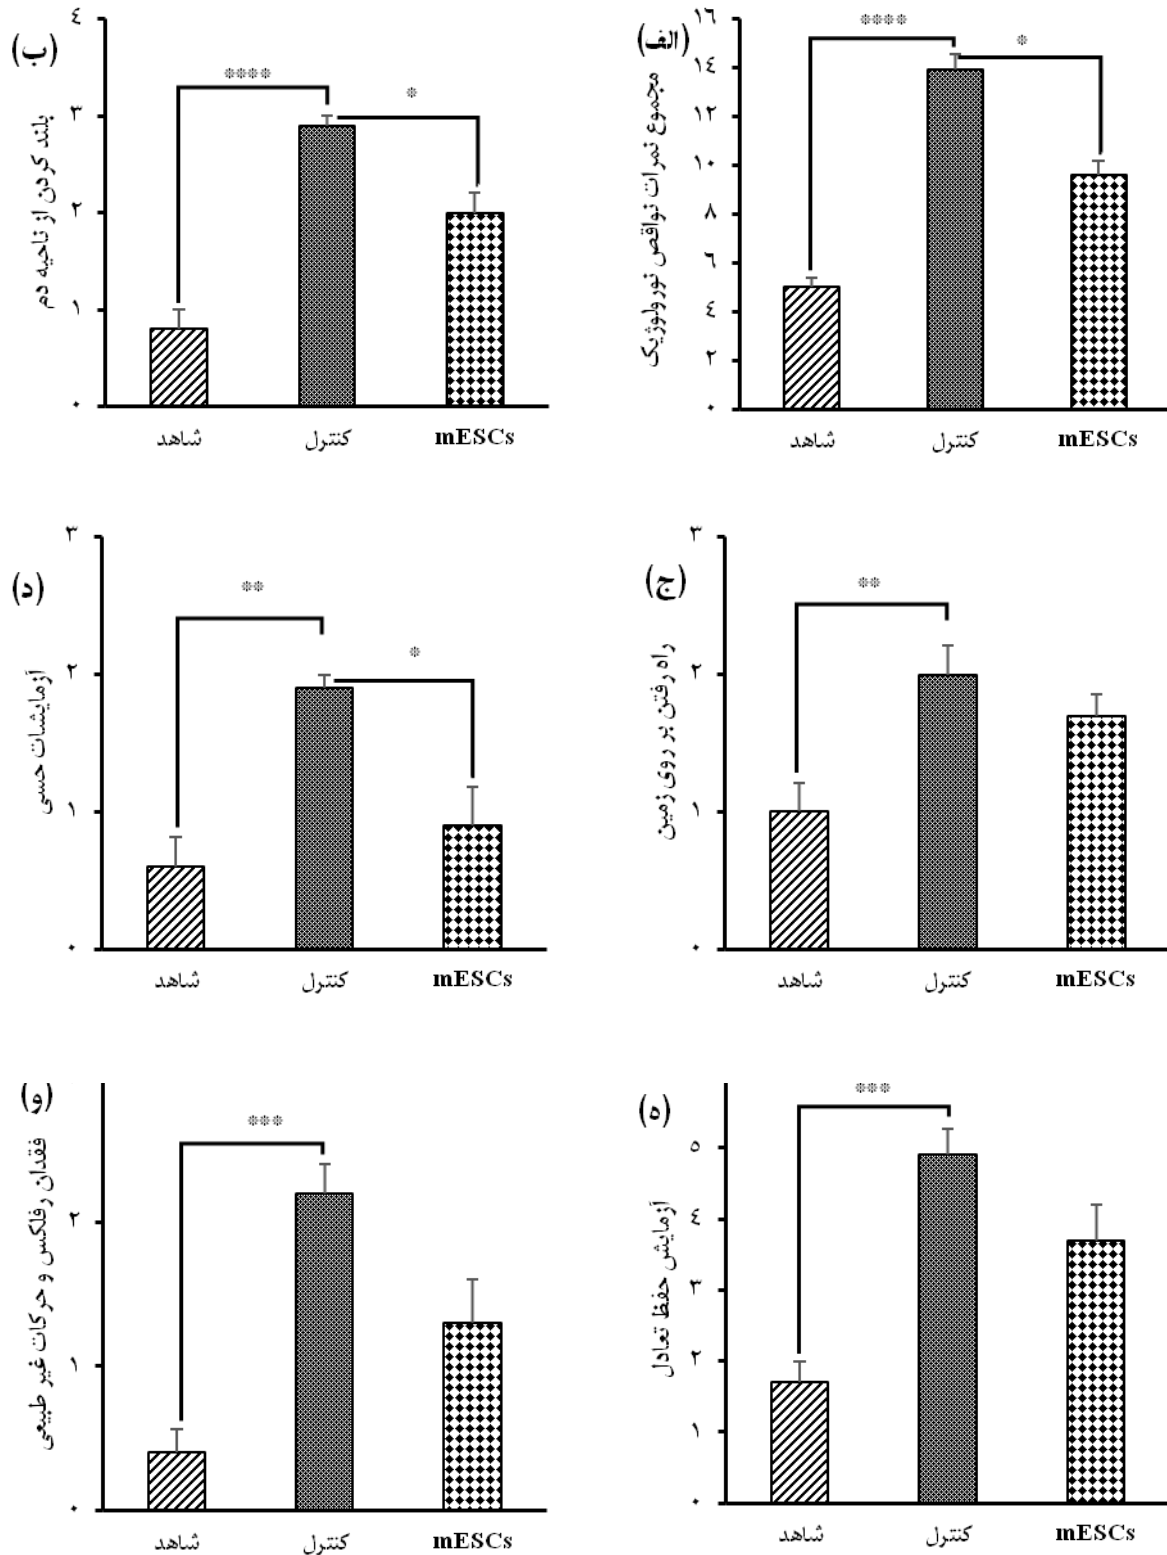 (الف)
مجموع نمرات نواقص نورولوژیک
۱۶
۱۴
۱۲
۱۰
۸
۶
۴
۲
۰
****
*
شاهد
کنترل
mESCs
(ب)
بلند کردن از ناحیه دم
۴
۳
۲
۱
۰
****
*
شاهد
کنترل
mESCs
(ج)
راه رفتن بر روی زمین
۳
۲
۱
۰
**
شاهد
کنترل
mESCs
(د)
آزمایشات حسی
۳
۲
۱
۰
**
*
شاهد
کنترل
mESCs
(ه)
آزمایش حفظ تعادل
۵
۴
۳
۲
۱
۰
***
شاهد
کنترل
mESCs
(و)
فقدان رفلکس و حرکات غیر طبیعی
۲
۱
۰
***
شاهد
کنترل
mESCs